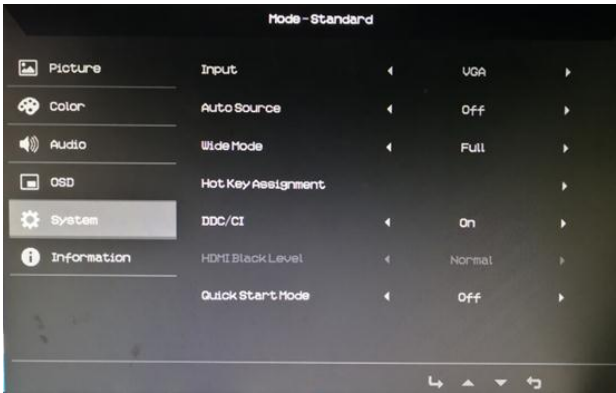 Mode-Standard
Picture
Input VGA
Color
Auto Source Off
Audio
Wide Mode Full
OSD
Hot Key Assignment
System
DDC/CI On
Information
HDMI Black Level Normal
Quick Start Mode Off